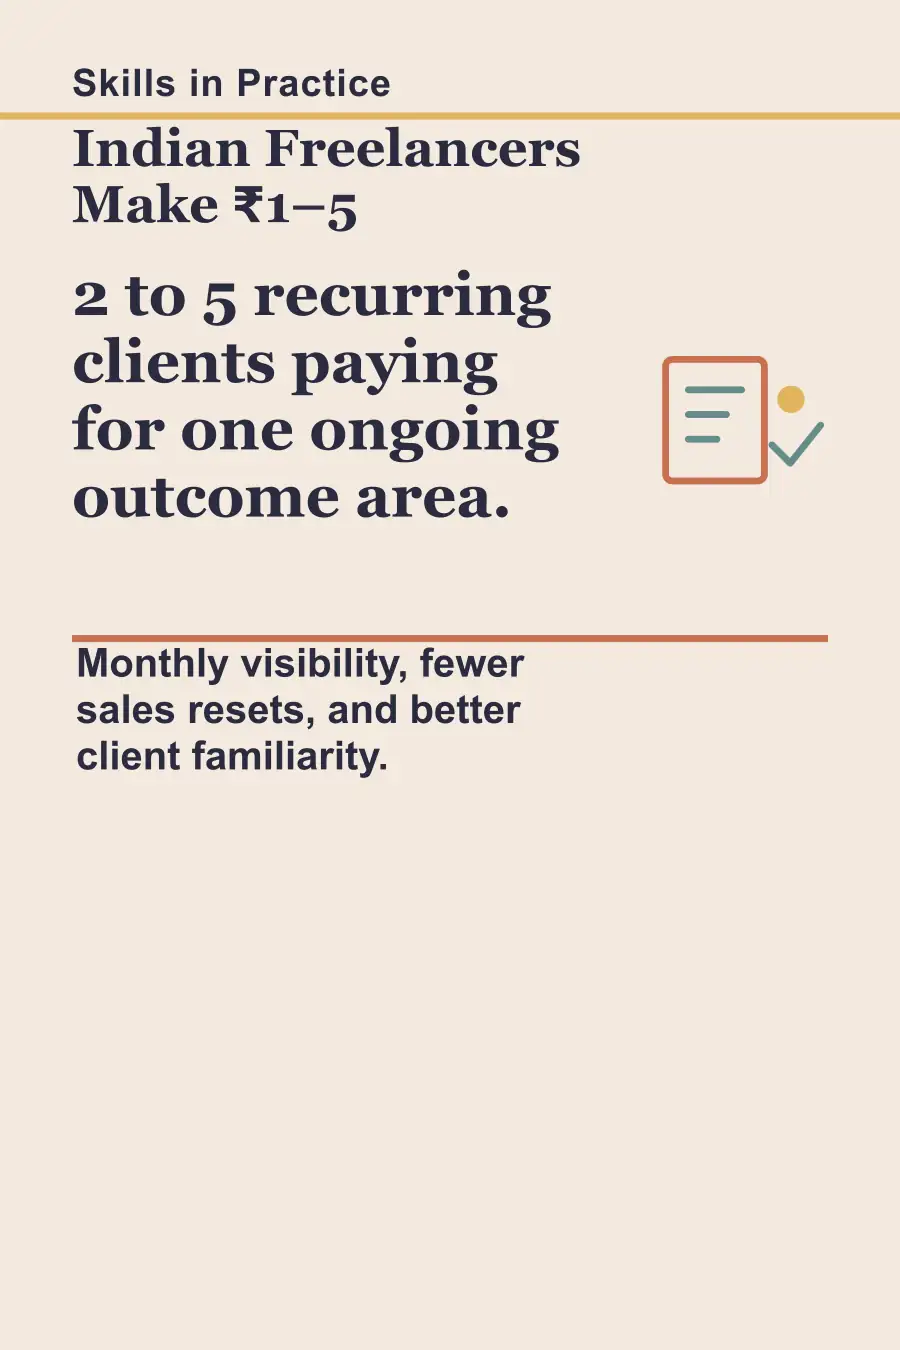 Skills in Practice
Indian Freelancers
Make ₹1–5
2 to 5 recurring
clients paying
for one ongoing
outcome area.
Monthly visibility, fewer
sales resets, and better
client familiarity.